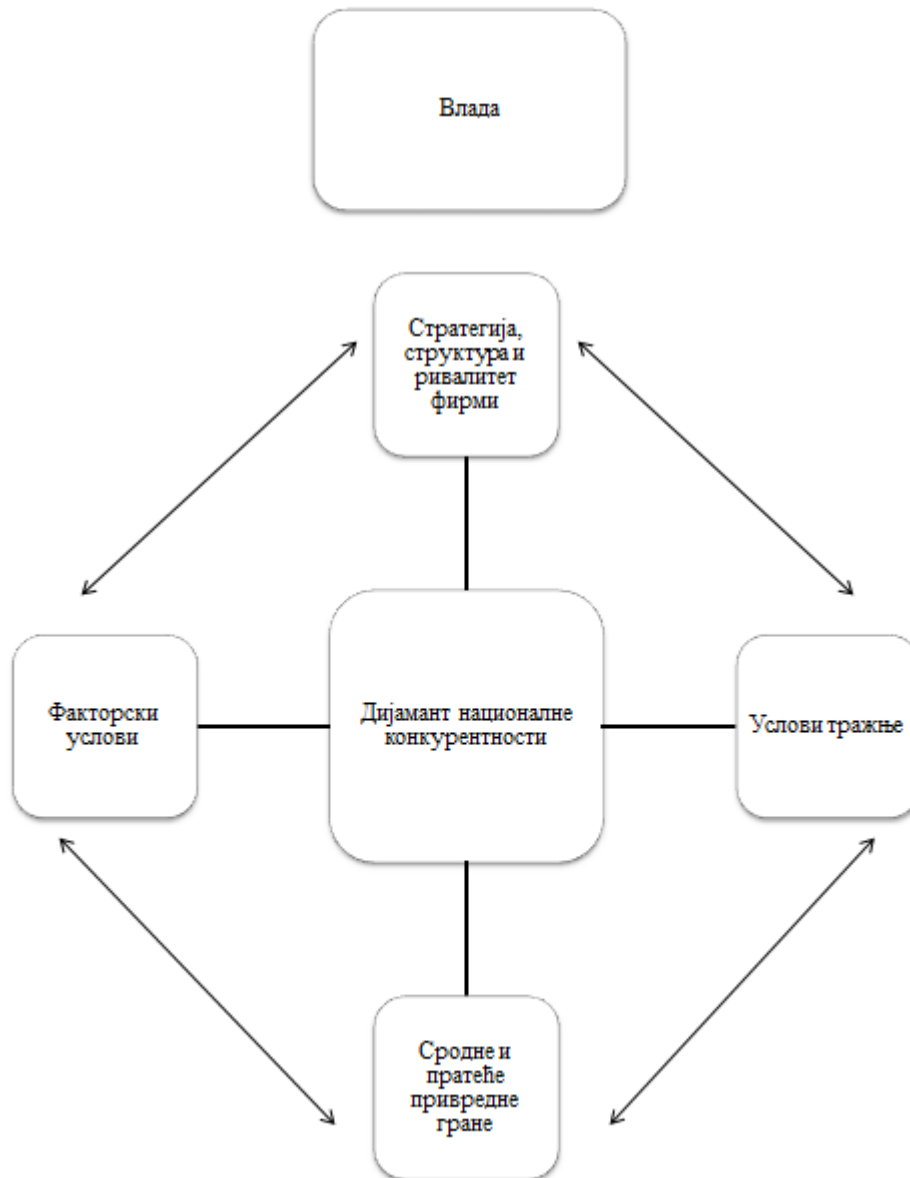 Влада
Стратегија,
структура и
ривалитет
фирми
Факторски
услови
Дијамант националне
конкурентности
Услови тражње
Сродне и
пратеће
привредне
гране